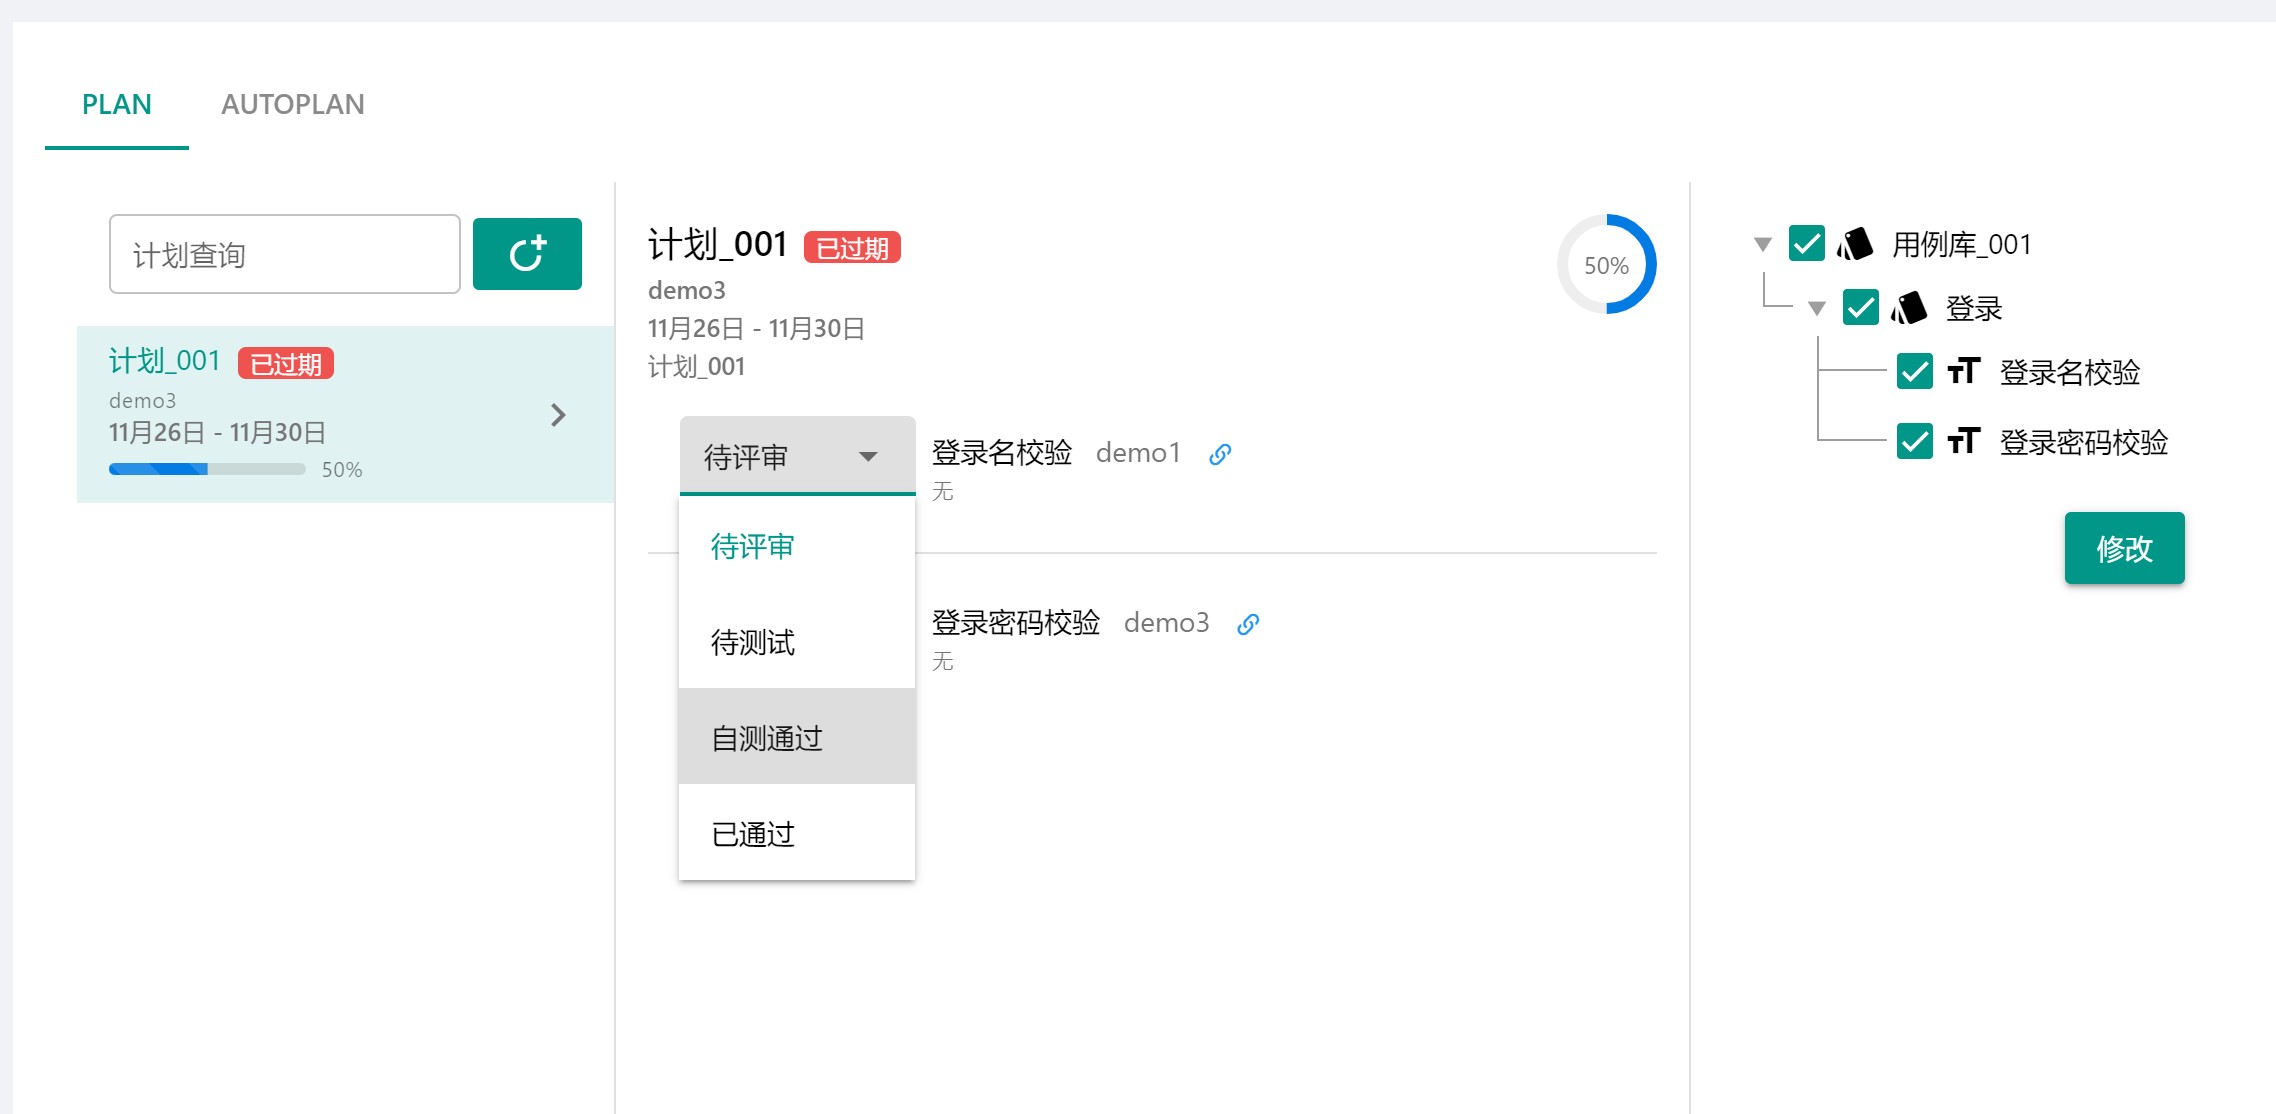 PLAN AUTOPLAN
计划查询
计划_001 已过期
demo3
11月26日 - 11月30日
50%
计划_001 已过期
demo3
11月26日 - 11月30日
计划_001
50%
待评审
登录名校验 demo1
无
待评审
待测试
自测通过
已通过
登录密码校验 demo3
无
用例库_001
登录
登录名校验
登录密码校验
修改